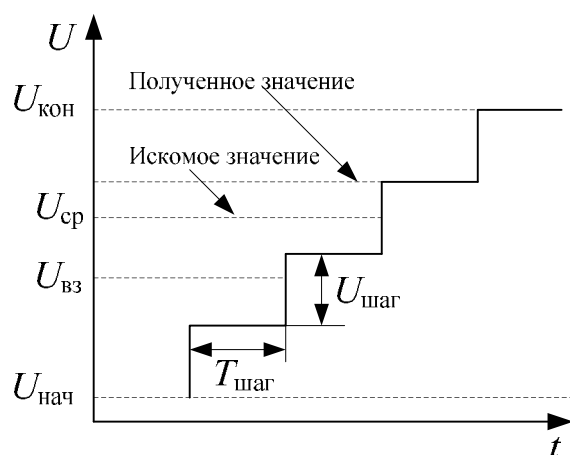 U
Полученное значение
Uкон
Искомое значение
Uср
Uвз
Uшаг
Tшаг
Uнач
t